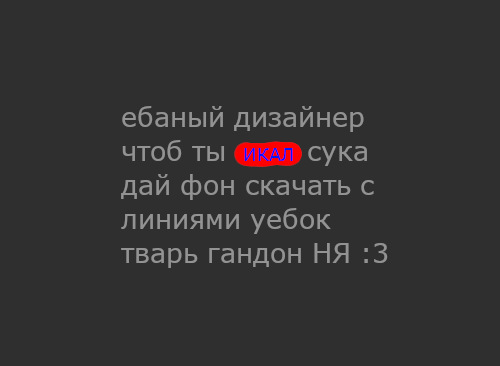 ебаный дизайнер
чтоб ты ИКАЛ сука
дай фон скачать с
линиями уебок
тварь гандон НЯ :3